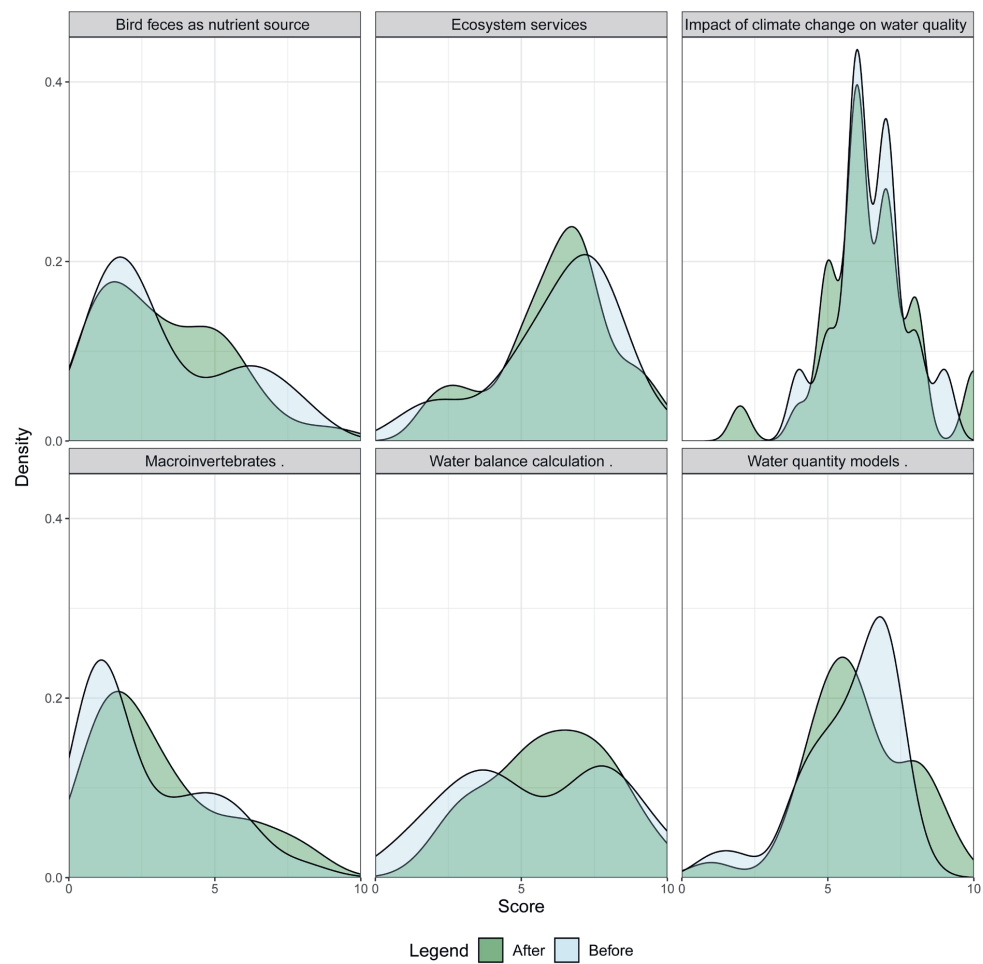 Bird feces as nutrient source
Ecosystem services
Impact of climate change on water quality
0.4
0.2
0.0
Macroinvertebrates .
Water balance calculation .
Water quantity models .
0.4
0.2
0.0
0 5 10
0 5 10
0 5 10
Density
Score
Legend After Before